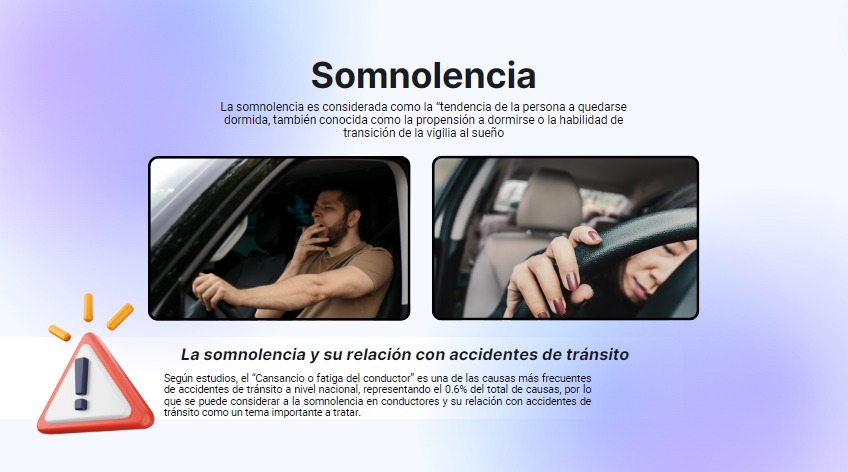 Somnolencia
La somnolencia es considerada como la “tendencia de la persona a quedarse
dormida, también conocida como la propensión a dormirse o la habilidad de
transición de la vigilia al sueño
La somnolencia y su relación con accidentes de tránsito
Según estudios, el “Cansancio o fatiga del conductor” es una de las causas más frecuentes
de accidentes de tránsito a nivel nacional, representando el 0.6% del total de causas, por lo
que se puede considerar a la somnolencia en conductores y su relación con accidentes de
tránsito como un tema importante a tratar.